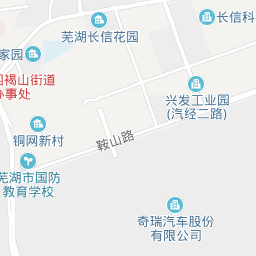 长信科
芜湖长信花园
家园
褐山街道
办事处
兴发工业园
(汽经二路)
铜网新村
鞍山路
芜湖市国防
教育学校
奇瑞汽车股份
有限公司